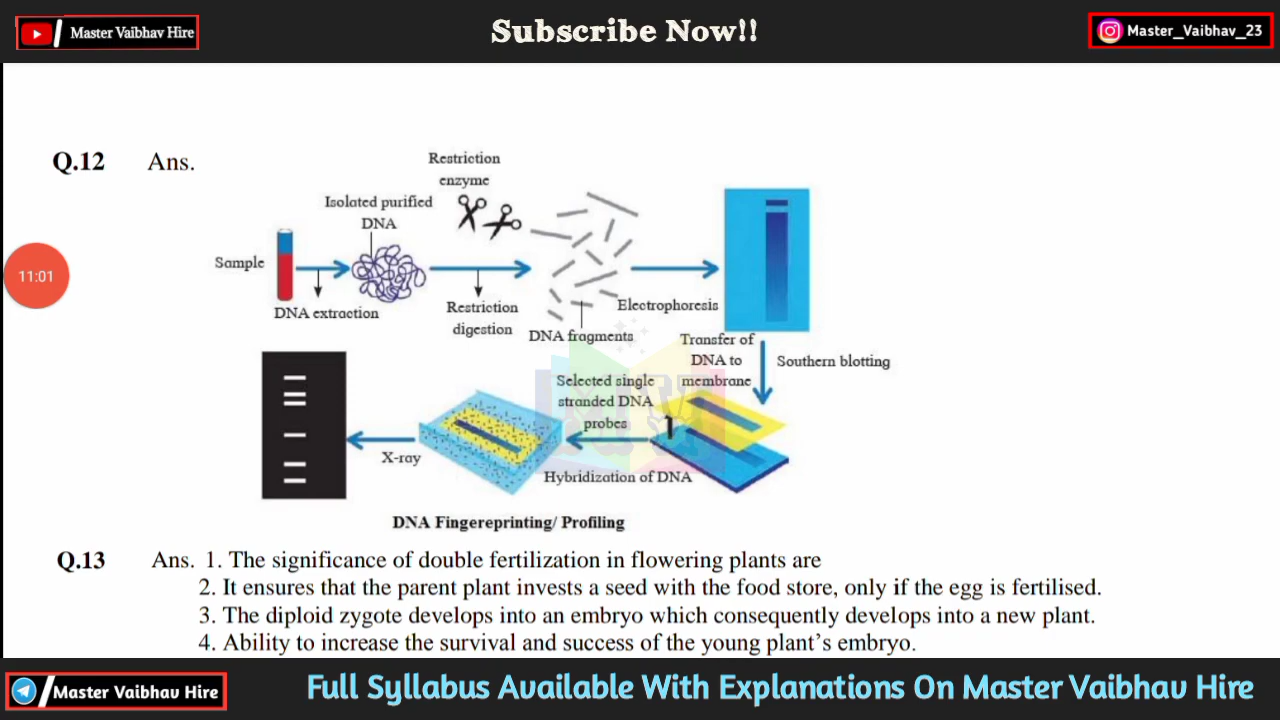 Master Vaibhav Hire
Subscribe Now!!
Master_Vaibhav_23
Q.12 Ans.
Restriction
enzyme
Isolated purified
DNA
Sample
11:01
DNA extraction
Restriction
digestion
DNA fragments
Electrophoresis
Transfer of
DNA to
membrane
Southern blotting
Selected single
stranded DNA
probes
X-ray
Hybridization of DNA
DNA Fingereprinting/ Profiling
Q.13 Ans. 1. The significance of double fertilization in flowering plants are
2. It ensures that the parent plant invests a seed with the food store, only if the egg is fertilised.
3. The diploid zygote develops into an embryo which consequently develops into a new plant.
4. Ability to increase the survival and success of the young plant’s embryo.
Master Vaibhav Hire
Full Syllabus Available With Explanations On Master Vaibhav Hire